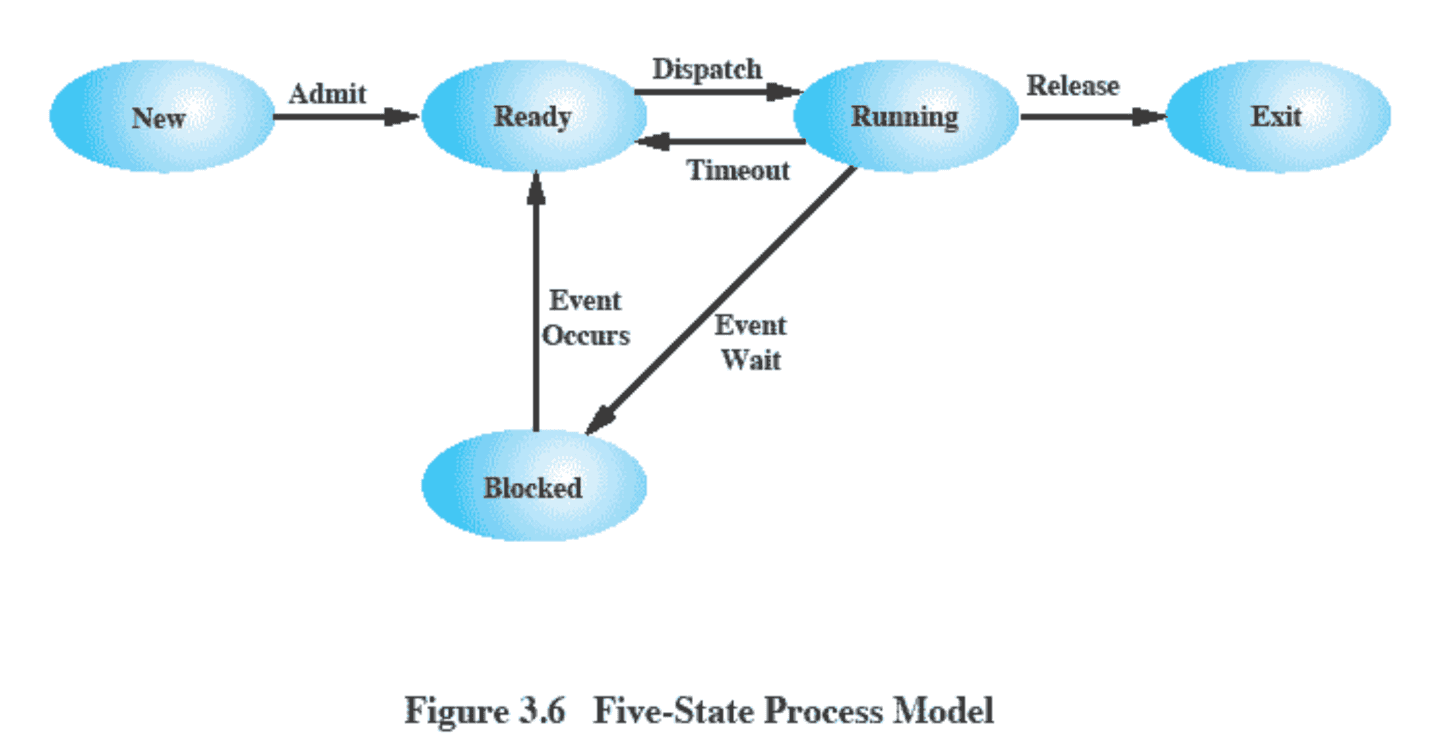 New
Admit
Ready
Dispatch
Timeout
Running
Release
Exit
Event
Occurs
Event
Wait
Blocked
Figure 3.6 Five-State Process Model